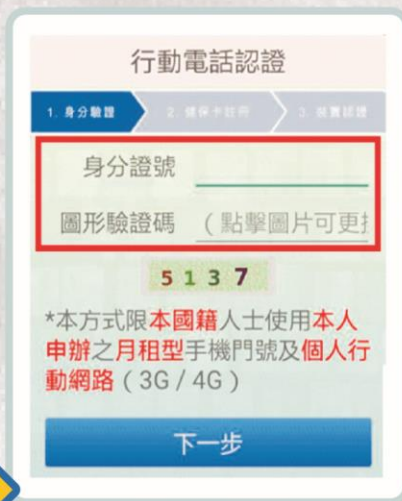 行動電話認證
1. 身分驗證 2. 健保卡註冊 3. 裝置認證
身分證號
圖形驗證碼 (點擊圖片可更
5137
*本方式限本國籍人士使用本人
申辦之月租型手機門號及個人行
動網路(3G/4G)
下一步